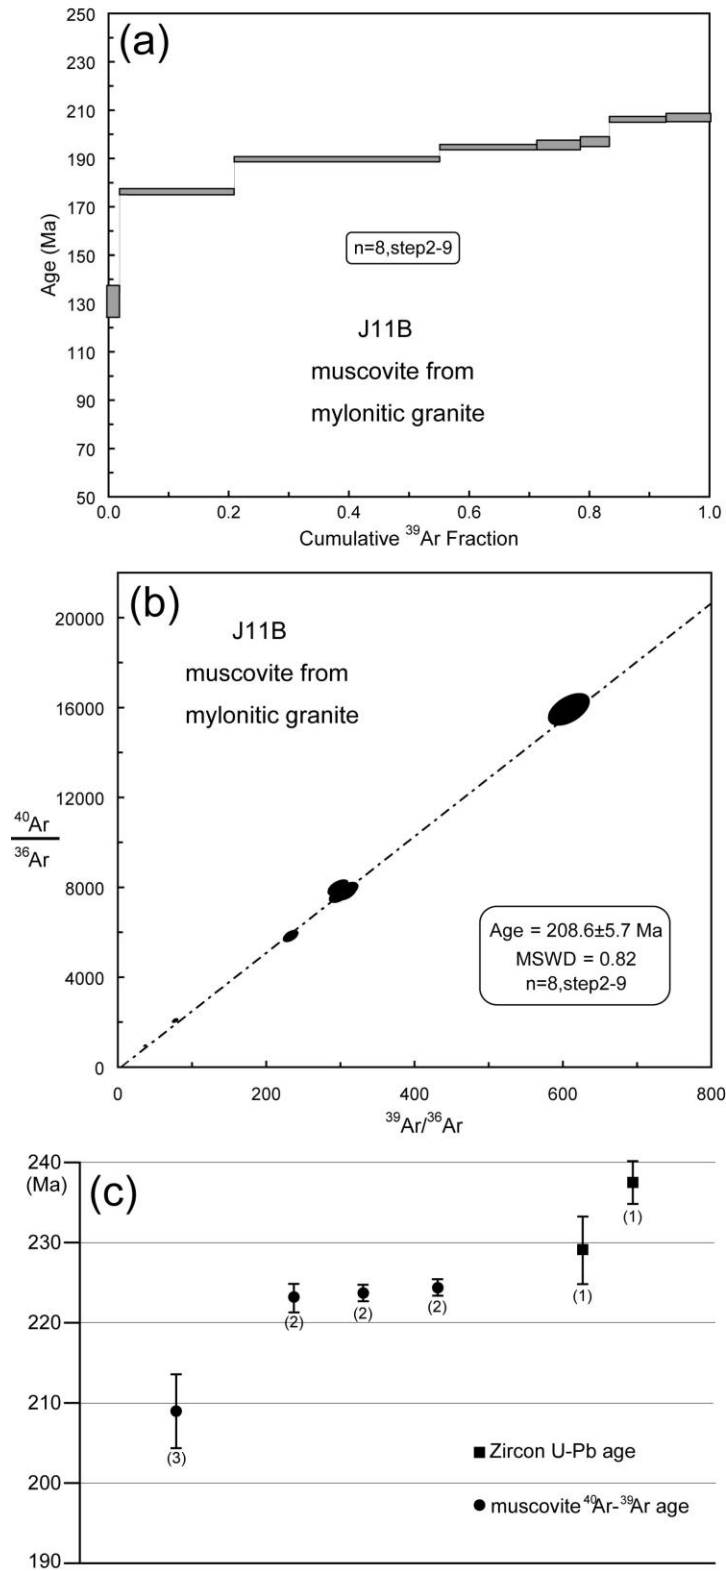 (a)
250
230
210
190
170
150
130
110
90
70
50
Age (Ma)
n=8,step2-9
J11B
muscovite from
mylonitic granite
0.0 0.2 0.4 0.6 0.8 1.0
Cumulative ³⁹Ar Fraction
(b)
J11B
muscovite from
mylonitic granite
20000
16000
12000
8000
4000
0
⁴⁰Ar
³⁶Ar
Age = 208.6±5.7 Ma
MSWD = 0.82
n=8,step2-9
0 200 400 600 800
³⁹Ar/³⁶Ar
240
(Ma)
(c)
230
220
210
200
190
(1)
(1)
(2) (2) (2)
(3)
Zircon U-Pb age
muscovite ⁴⁰Ar-³⁹Ar age